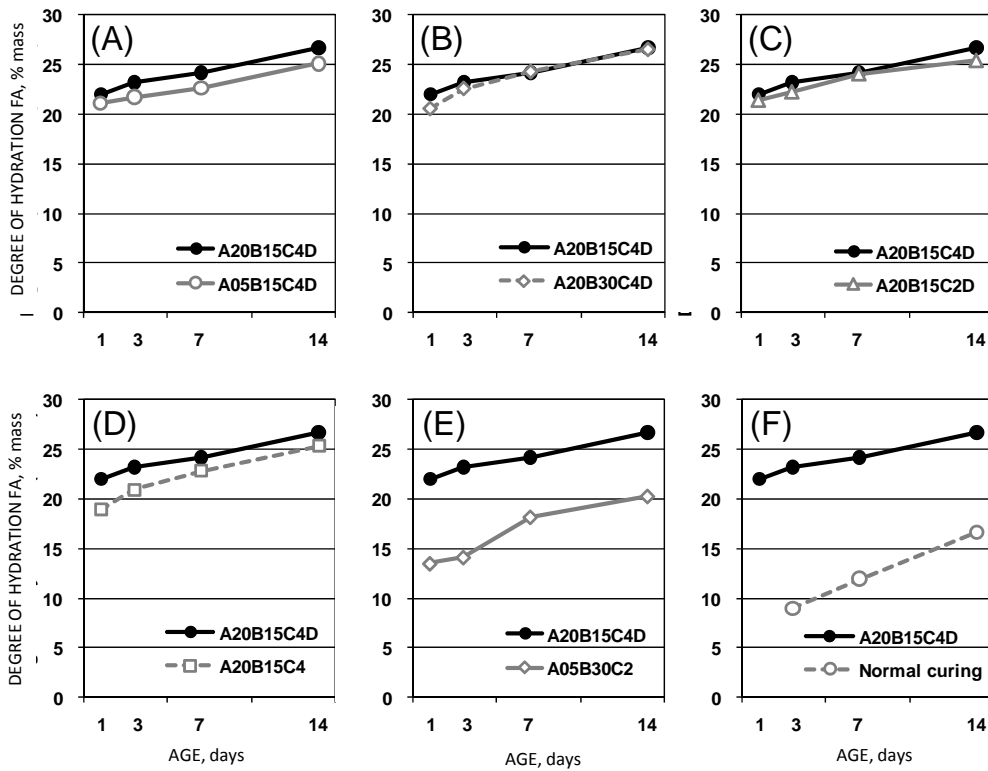 DEGREE OF HYDRATION FA, % mass
30
25
20
15
10
5
0
(A)
A20B15C4D
A05B15C4D
1 3 7 14
30
25
20
15
10
5
0
(B)
A20B15C4D
A20B30C4D
1 3 7 14
30
25
20
15
10
5
0
(C)
A20B15C4D
A20B15C2D
1 3 7 14
DEGREE OF HYDRATION FA, % mass
30
25
20
15
10
5
0
(D)
A20B15C4D
A20B15C4
1 3 7 14
AGE, days
30
25
20
15
10
5
0
(E)
A20B15C4D
A05B30C2
1 3 7 14
AGE, days
30
25
20
15
10
5
0
(F)
A20B15C4D
Normal curing
1 3 7 14
AGE, days